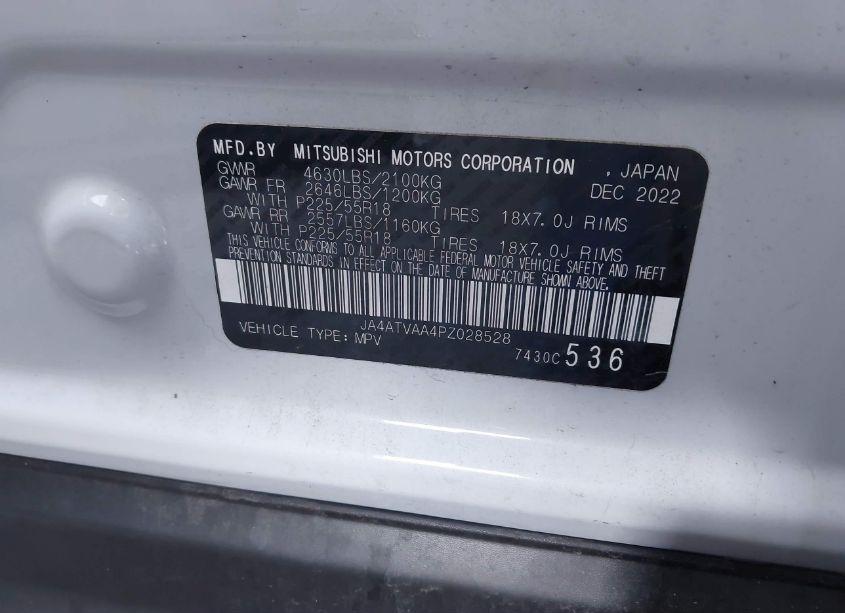 MFD.BY MITSUBISHI MOTORS CORPORATION , JAPAN
GVWR 4630LBS/2100KG DEC 2022
GAWR FR 2646LBS/1200KG
WITH P225/55R18 TIRES 18X7.0J RIMS
GAWR RR 2557LBS/1160KG
WITH P225/55R18 TIRES 18X7.0J RIMS
THIS VEHICLE CONFORMS TO ALL APPLICABLE FEDERAL MOTOR VEHICLE SAFETY AND THEFT
PREVENTION STANDARDS IN EFFECT ON THE DATE OF MANUFACTURE SHOWN ABOVE.
JA4ATVAA4PZ028528
VEHICLE TYPE: MPV
7430C 536